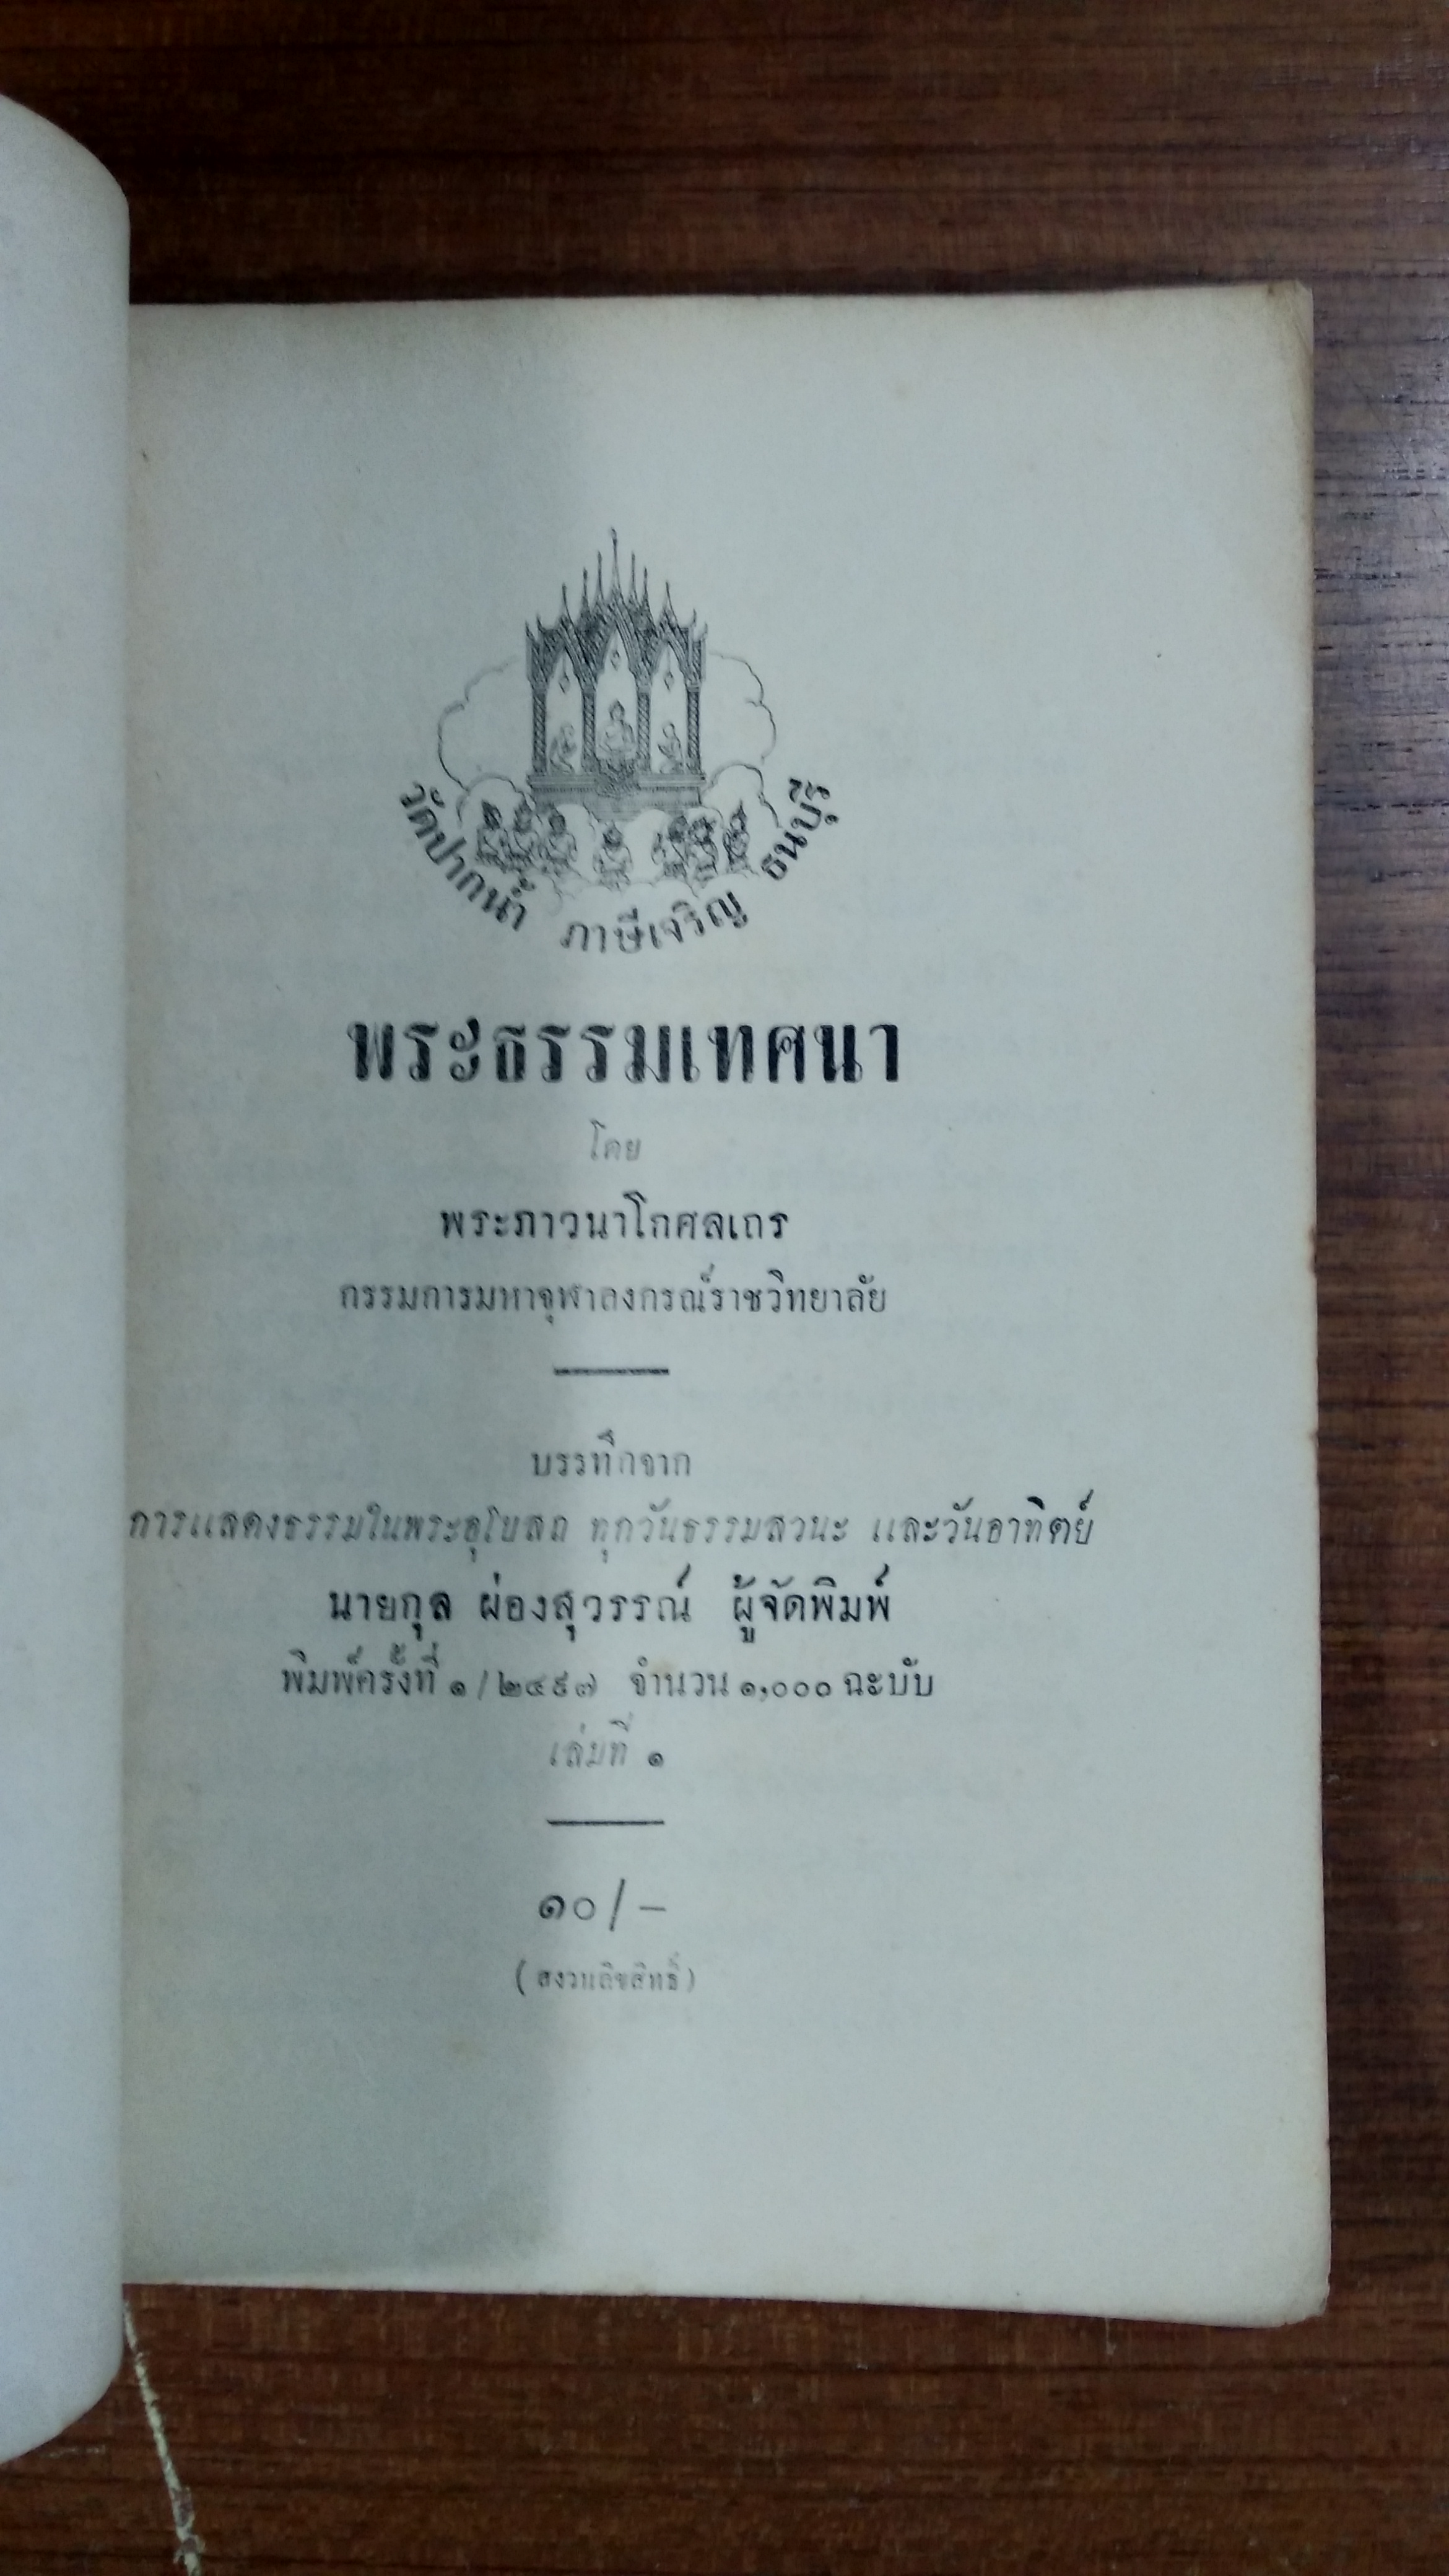 วัดปากน้ำ ภาษีเจริญ ธนบุรี
พระธรรมเทศนา
โดย
พระภาวนาโกศลเถร
กรรมการมหาจุฬาลงกรณ์ราชวิทยาลัย
บรรทึกจาก
การแสดงธรรมในพระอุโบสถ ทุกวันธรรมสวนะ และวันอาทิตย์
นายกุล ผ่องสุวรรณ์ ผู้จัดพิมพ์
พิมพ์ครั้งที่ ๑/๒๔๙๗ จำนวน ๑,๐๐๐ ฉะบับ
เล่มที่ ๑
๑๐/–
(สงวนลิขสิทธิ์)